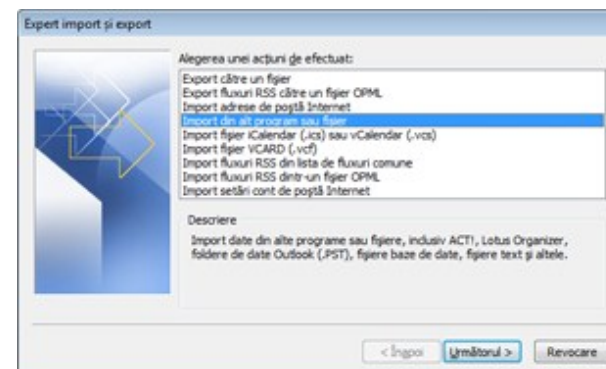 Expert import și export
Alegerea unei acțiuni de efectuat:
Export către un fișier
Export fluxuri RSS către un fișier OPML
Import adrese de poștă Internet
Import din alt program sau fișier
Import fișier iCalendar (.ics) sau vCalendar (.vcs)
Import fișier VCARD (.vcf)
Import fluxuri RSS din lista de fluxuri comune
Import fluxuri RSS dintr-un fișier OPML
Import setări cont de poștă Internet
Descriere
Import date din alte programe sau fișiere, inclusiv ACT!, Lotus Organizer,
foldere de date Outlook (.PST), fișiere baze de date, fișiere text și altele.
< Înapoi Următorul > Revocare